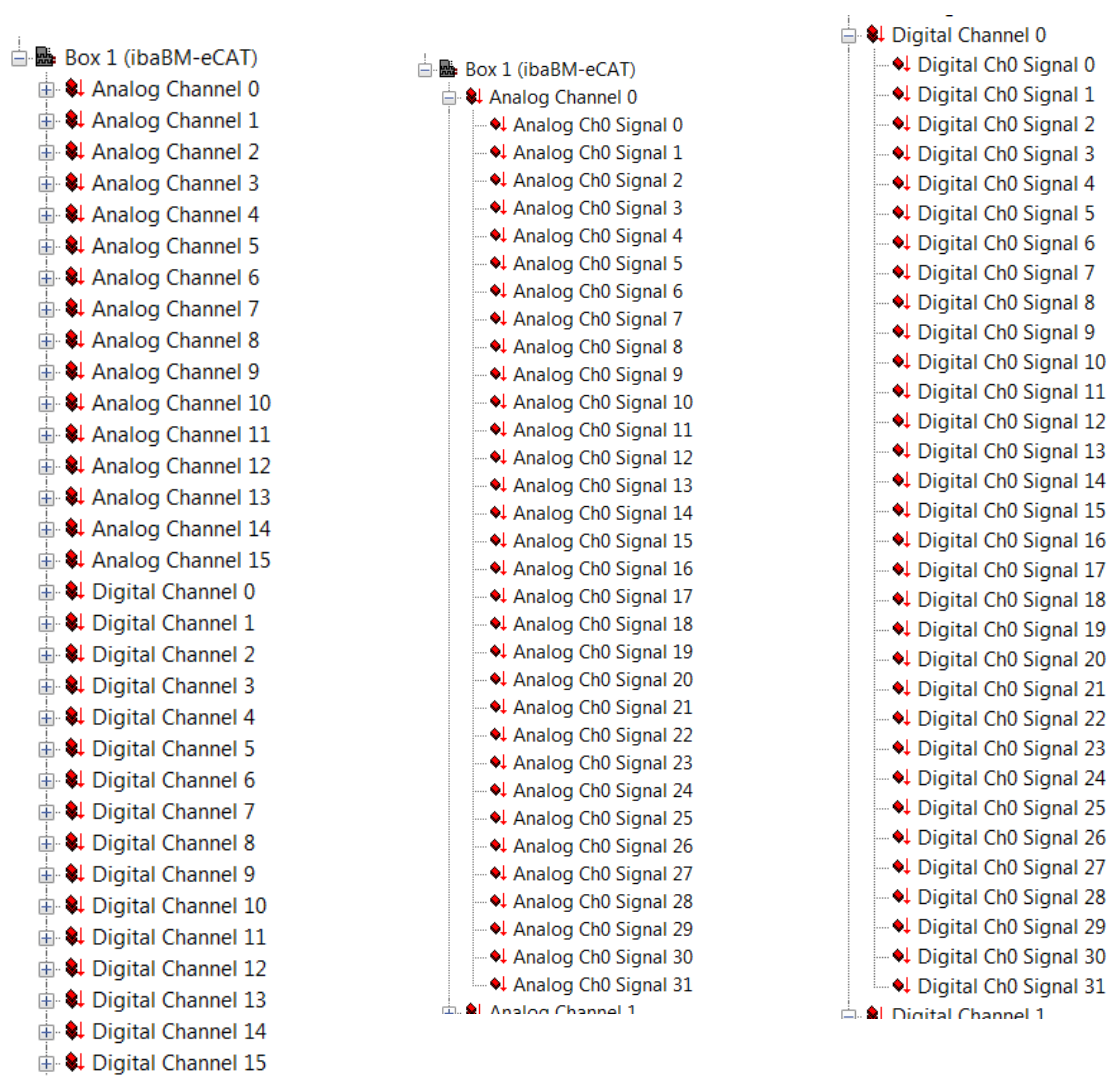 Box 1 (ibaBM-eCAT)
Analog Channel 0
Analog Channel 1
Analog Channel 2
Analog Channel 3
Analog Channel 4
Analog Channel 5
Analog Channel 6
Analog Channel 7
Analog Channel 8
Analog Channel 9
Analog Channel 10
Analog Channel 11
Analog Channel 12
Analog Channel 13
Analog Channel 14
Analog Channel 15
Digital Channel 0
Digital Channel 1
Digital Channel 2
Digital Channel 3
Digital Channel 4
Digital Channel 5
Digital Channel 6
Digital Channel 7
Digital Channel 8
Digital Channel 9
Digital Channel 10
Digital Channel 11
Digital Channel 12
Digital Channel 13
Digital Channel 14
Digital Channel 15
Box 1 (ibaBM-eCAT)
Analog Channel 0
Analog Ch0 Signal 0
Analog Ch0 Signal 1
Analog Ch0 Signal 2
Analog Ch0 Signal 3
Analog Ch0 Signal 4
Analog Ch0 Signal 5
Analog Ch0 Signal 6
Analog Ch0 Signal 7
Analog Ch0 Signal 8
Analog Ch0 Signal 9
Analog Ch0 Signal 10
Analog Ch0 Signal 11
Analog Ch0 Signal 12
Analog Ch0 Signal 13
Analog Ch0 Signal 14
Analog Ch0 Signal 15
Analog Ch0 Signal 16
Analog Ch0 Signal 17
Analog Ch0 Signal 18
Analog Ch0 Signal 19
Analog Ch0 Signal 20
Analog Ch0 Signal 21
Analog Ch0 Signal 22
Analog Ch0 Signal 23
Analog Ch0 Signal 24
Analog Ch0 Signal 25
Analog Ch0 Signal 26
Analog Ch0 Signal 27
Analog Ch0 Signal 28
Analog Ch0 Signal 29
Analog Ch0 Signal 30
Analog Ch0 Signal 31
Analog Channel 1
Digital Channel 0
Digital Ch0 Signal 0
Digital Ch0 Signal 1
Digital Ch0 Signal 2
Digital Ch0 Signal 3
Digital Ch0 Signal 4
Digital Ch0 Signal 5
Digital Ch0 Signal 6
Digital Ch0 Signal 7
Digital Ch0 Signal 8
Digital Ch0 Signal 9
Digital Ch0 Signal 10
Digital Ch0 Signal 11
Digital Ch0 Signal 12
Digital Ch0 Signal 13
Digital Ch0 Signal 14
Digital Ch0 Signal 15
Digital Ch0 Signal 16
Digital Ch0 Signal 17
Digital Ch0 Signal 18
Digital Ch0 Signal 19
Digital Ch0 Signal 20
Digital Ch0 Signal 21
Digital Ch0 Signal 22
Digital Ch0 Signal 23
Digital Ch0 Signal 24
Digital Ch0 Signal 25
Digital Ch0 Signal 26
Digital Ch0 Signal 27
Digital Ch0 Signal 28
Digital Ch0 Signal 29
Digital Ch0 Signal 30
Digital Ch0 Signal 31
Digital Channel 1